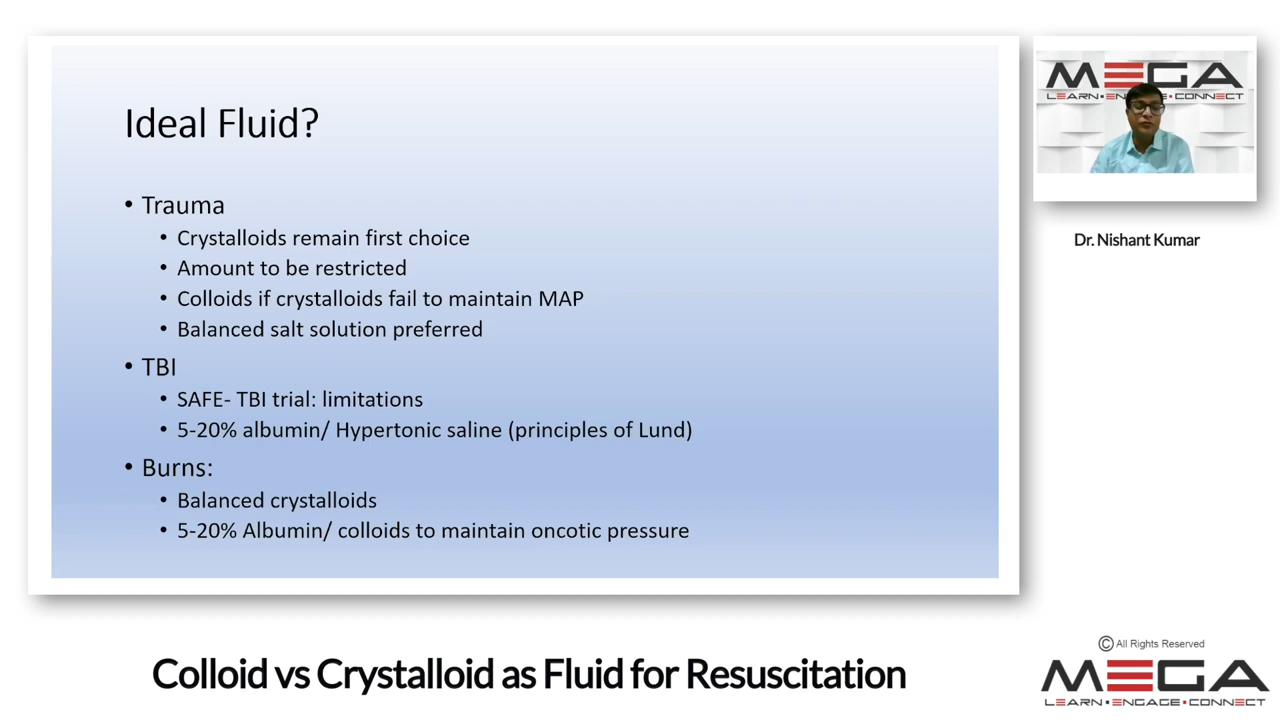 Ideal Fluid?
• Trauma
• Crystalloids remain first choice
• Amount to be restricted
• Colloids if crystalloids fail to maintain MAP
• Balanced salt solution preferred
• TBI
• SAFE- TBI trial: limitations
• 5-20% albumin/ Hypertonic saline (principles of Lund)
• Burns:
• Balanced crystalloids
• 5-20% Albumin/ colloids to maintain oncotic pressure
MEGA
LEARN▪EN CONNECT
Dr. Nishant Kumar
Colloid vs Crystalloid as Fluid for Resuscitation
© All Rights Reserved
MEGA
LEARN▪ENGAGE▪CONNECT